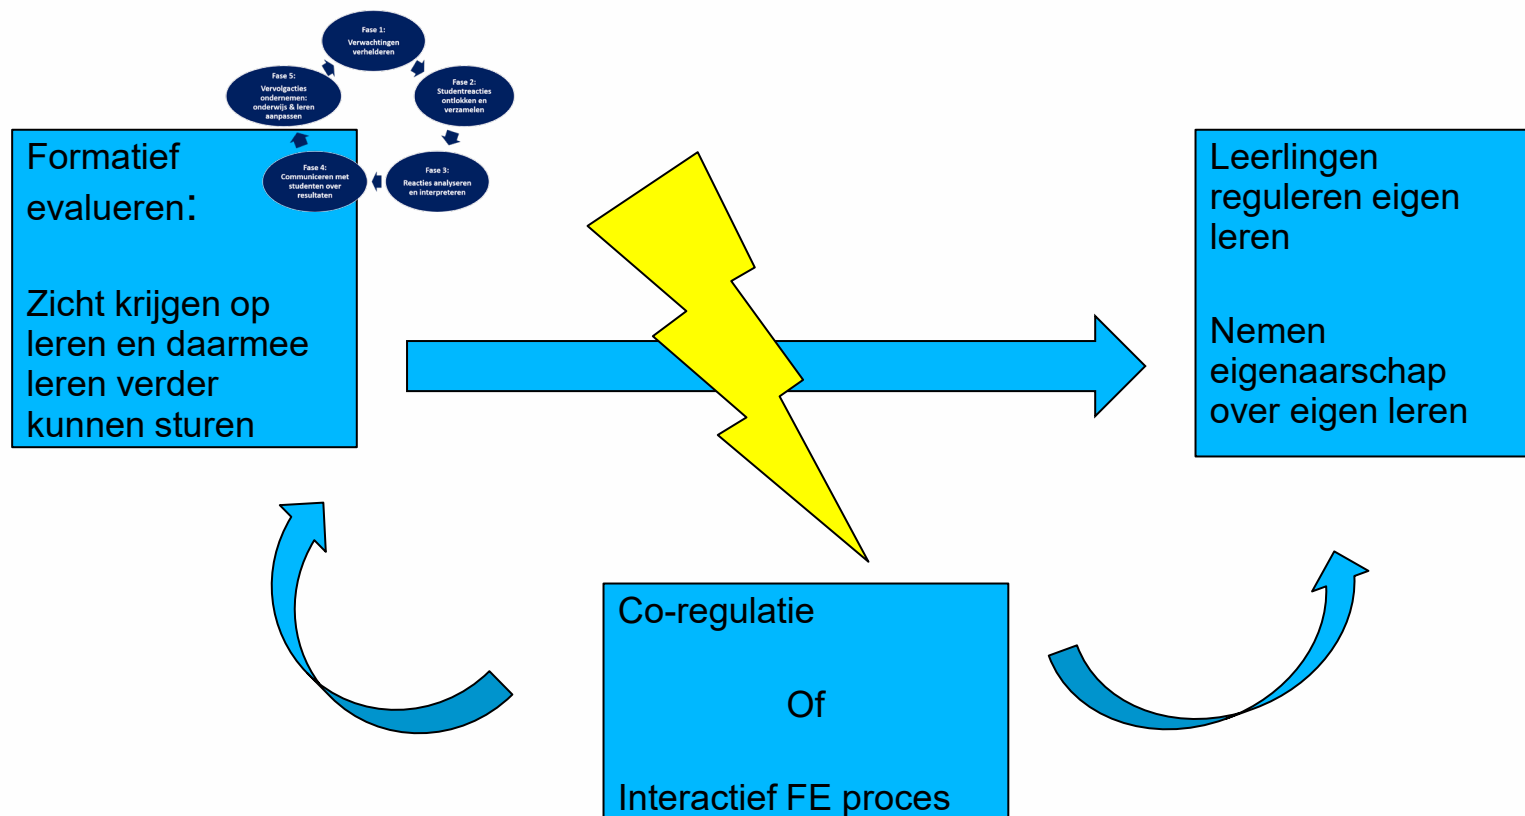 Fase 1:
Verwachtingen
verhelderen
Fase 2:
Studentreacties
ontlokken en
verzamelen
Fase 3:
Reacties analyseren
en interpreteren
Fase 4:
Communiceren met
studenten over
resultaten
Fase 5:
Vervolgacties
ondernemen:
onderwijs & leren
aanpassen
Formatief
evalueren:
Zicht krijgen op
leren en daarmee
leren verder
kunnen sturen
Leerlingen
reguleren eigen
leren
Nemen
eigenaarschap
over eigen leren
Co-regulatie
Of
Interactief FE proces